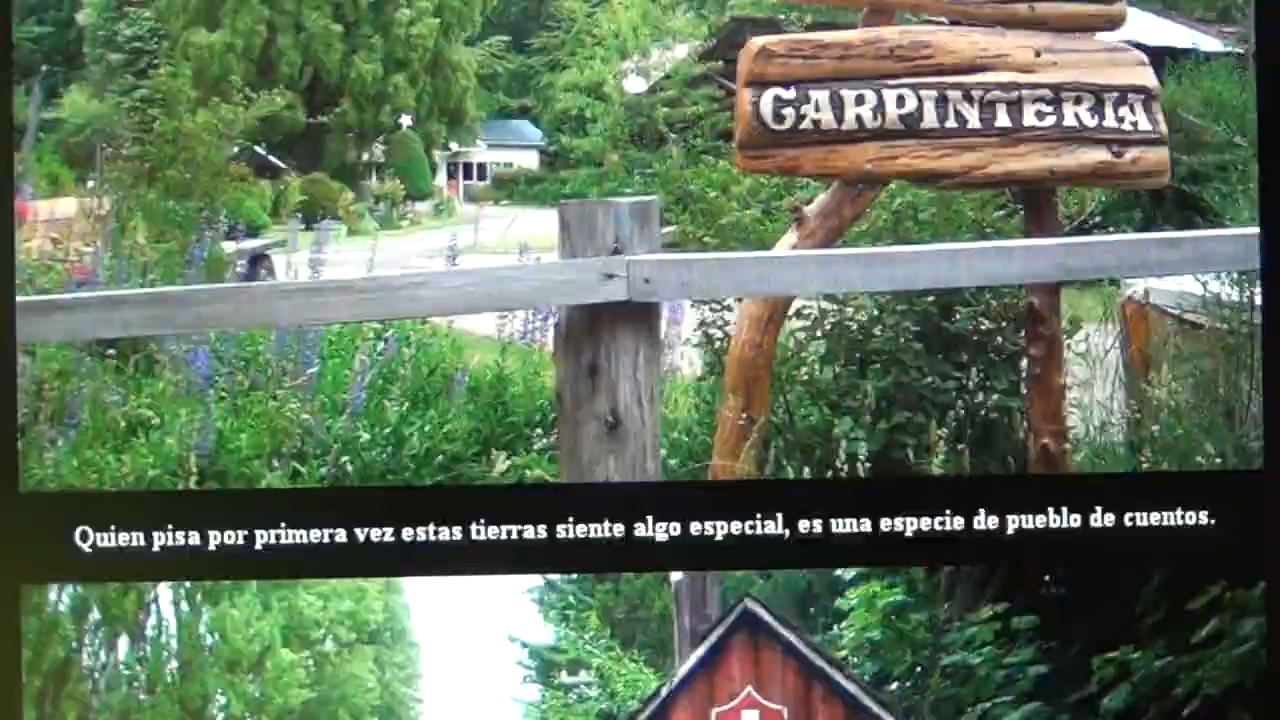 CARPINTERIA
Quien pisa por primera vez estas tierras siente algo especial, es una especie de pueblo de cuentos.